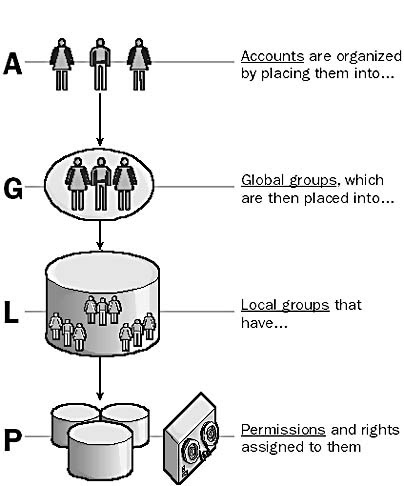 A
Accounts are organized
by placing them into...
G
Global groups, which
are then placed into...
L
Local groups that
have...
P
Permissions and rights
assigned to them